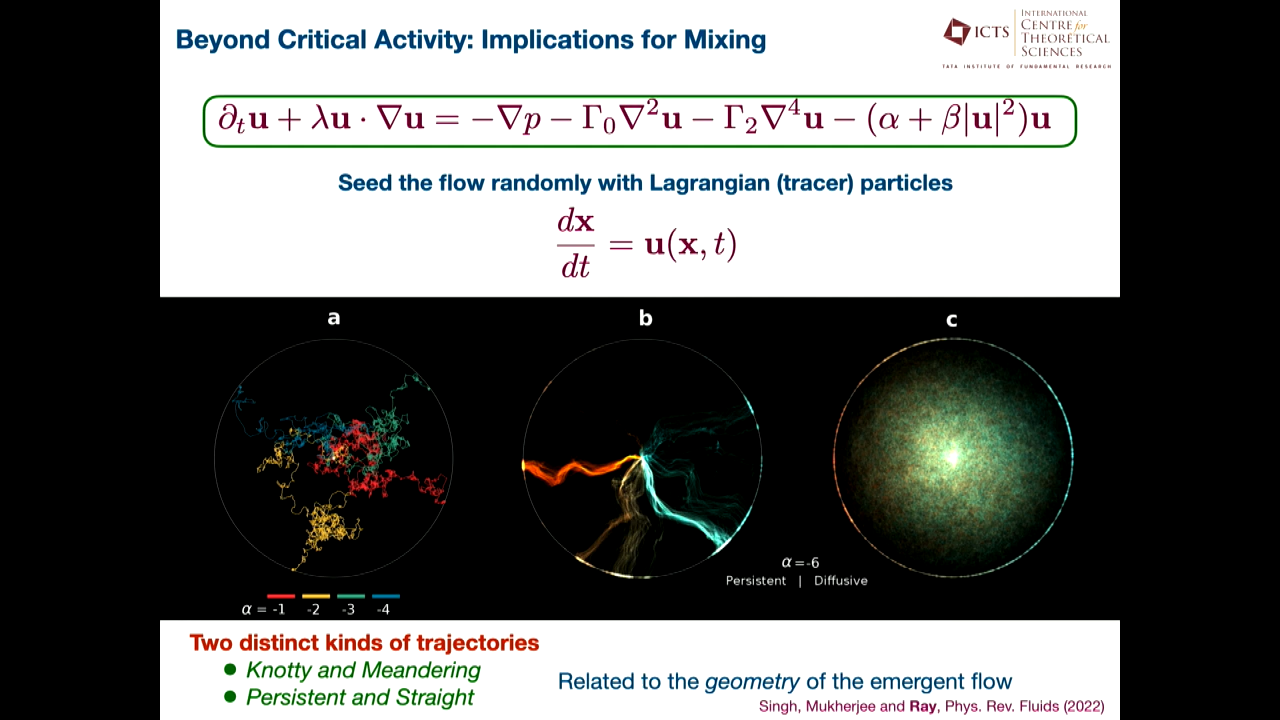 Beyond Critical Activity: Implications for Mixing
ICTS
INTERNATIONAL
CENTRE for
THEORETICAL
SCIENCES
TATA INSTITUTE OF FUNDAMENTAL RESEARCH
∂ₜ𝐮 + λ𝐮 · ∇𝐮 = −∇p − Γ₀∇²𝐮 − Γ₂∇⁴𝐮 − (α + β|𝐮|²)𝐮
Seed the flow randomly with Lagrangian (tracer) particles
d𝐱/dt = 𝐮(𝐱, t)
a b c
α = -1 -2 -3 -4
α=-6
Persistent | Diffusive
Two distinct kinds of trajectories
● Knotty and Meandering
● Persistent and Straight
Related to the geometry of the emergent flow
Singh, Mukherjee and Ray, Phys. Rev. Fluids (2022)